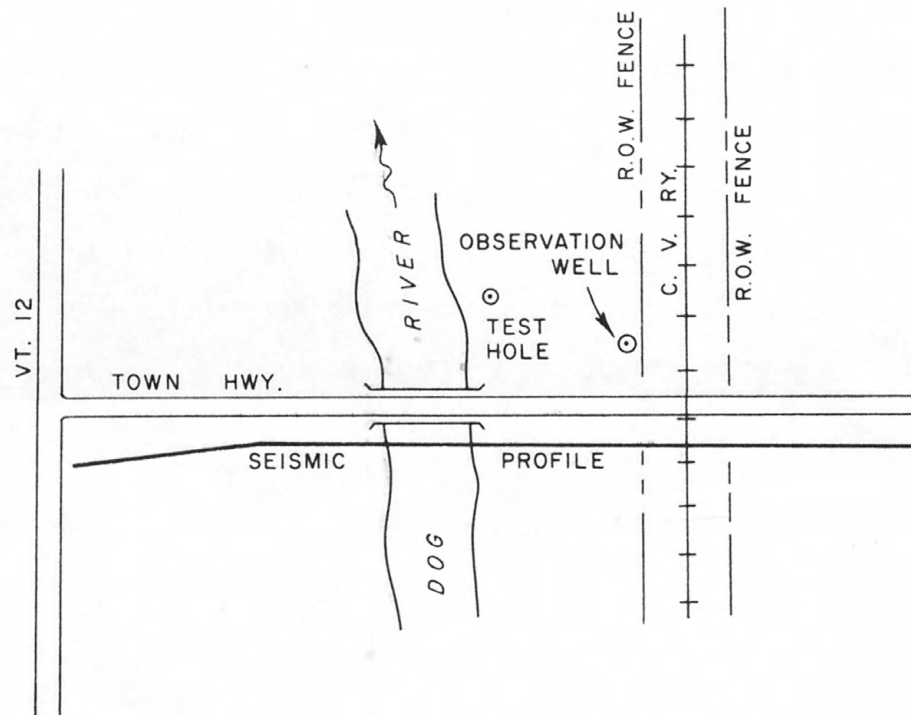 R.O.W. FENCE
C. V. RY.
R.O.W. FENCE
OBSERVATION
WELL
RIVER
TEST
HOLE
VT. 12
TOWN HWY.
SEISMIC PROFILE
DOG